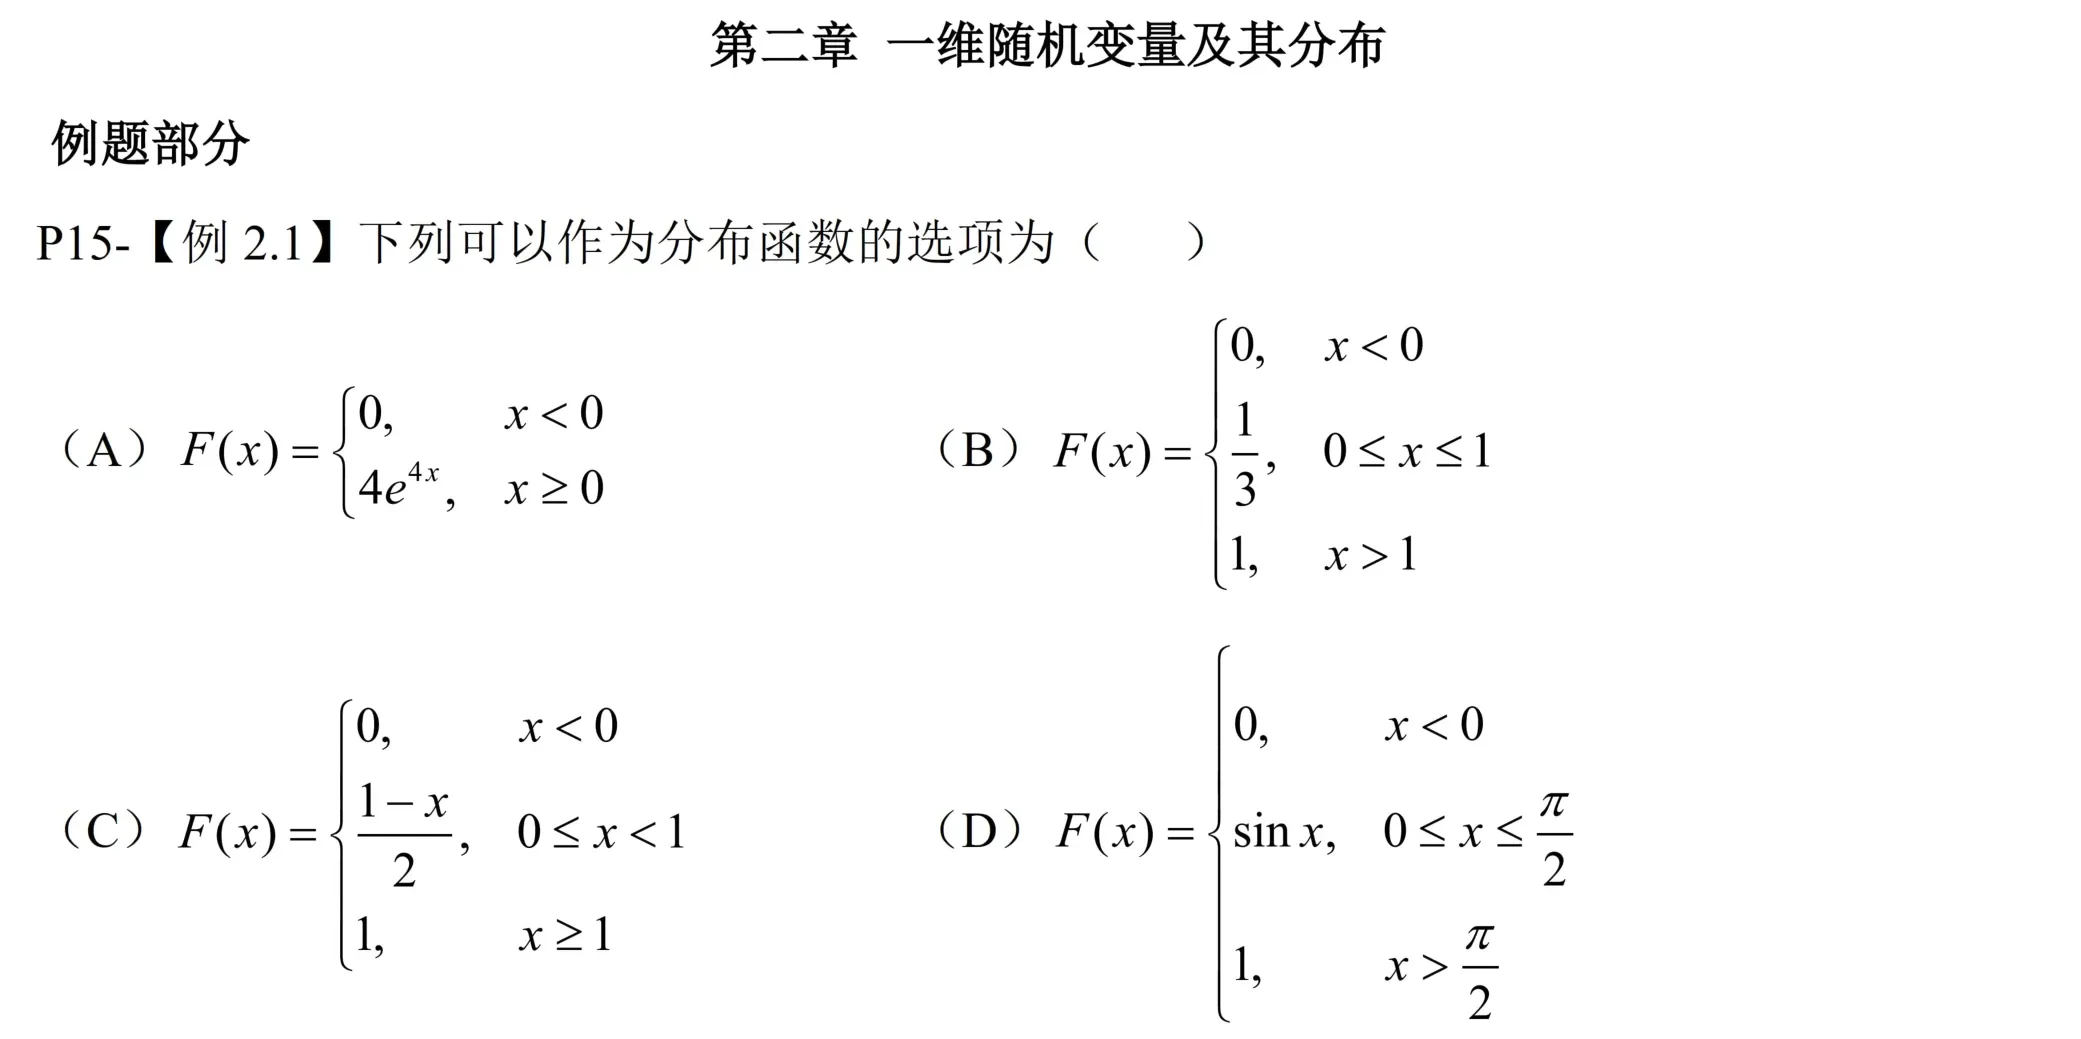 第二章 一维随机变量及其分布
例题部分
P15-【例 2.1】下列可以作为分布函数的选项为（　　）
（A）$F(x)=\begin{cases}0, & x<0\\ 4e^{4x}, & x\geq 0\end{cases}$ （B）$F(x)=\begin{cases}0, & x<0\\ \dfrac{1}{3}, & 0\leq x\leq 1\\ 1, & x>1\end{cases}$
（C）$F(x)=\begin{cases}0, & x<0\\ \dfrac{1-x}{2}, & 0\leq x<1\\ 1, & x\geq 1\end{cases}$ （D）$F(x)=\begin{cases}0, & x<0\\ \sin x, & 0\leq x\leq \dfrac{\pi}{2}\\ 1, & x>\dfrac{\pi}{2}\end{cases}$